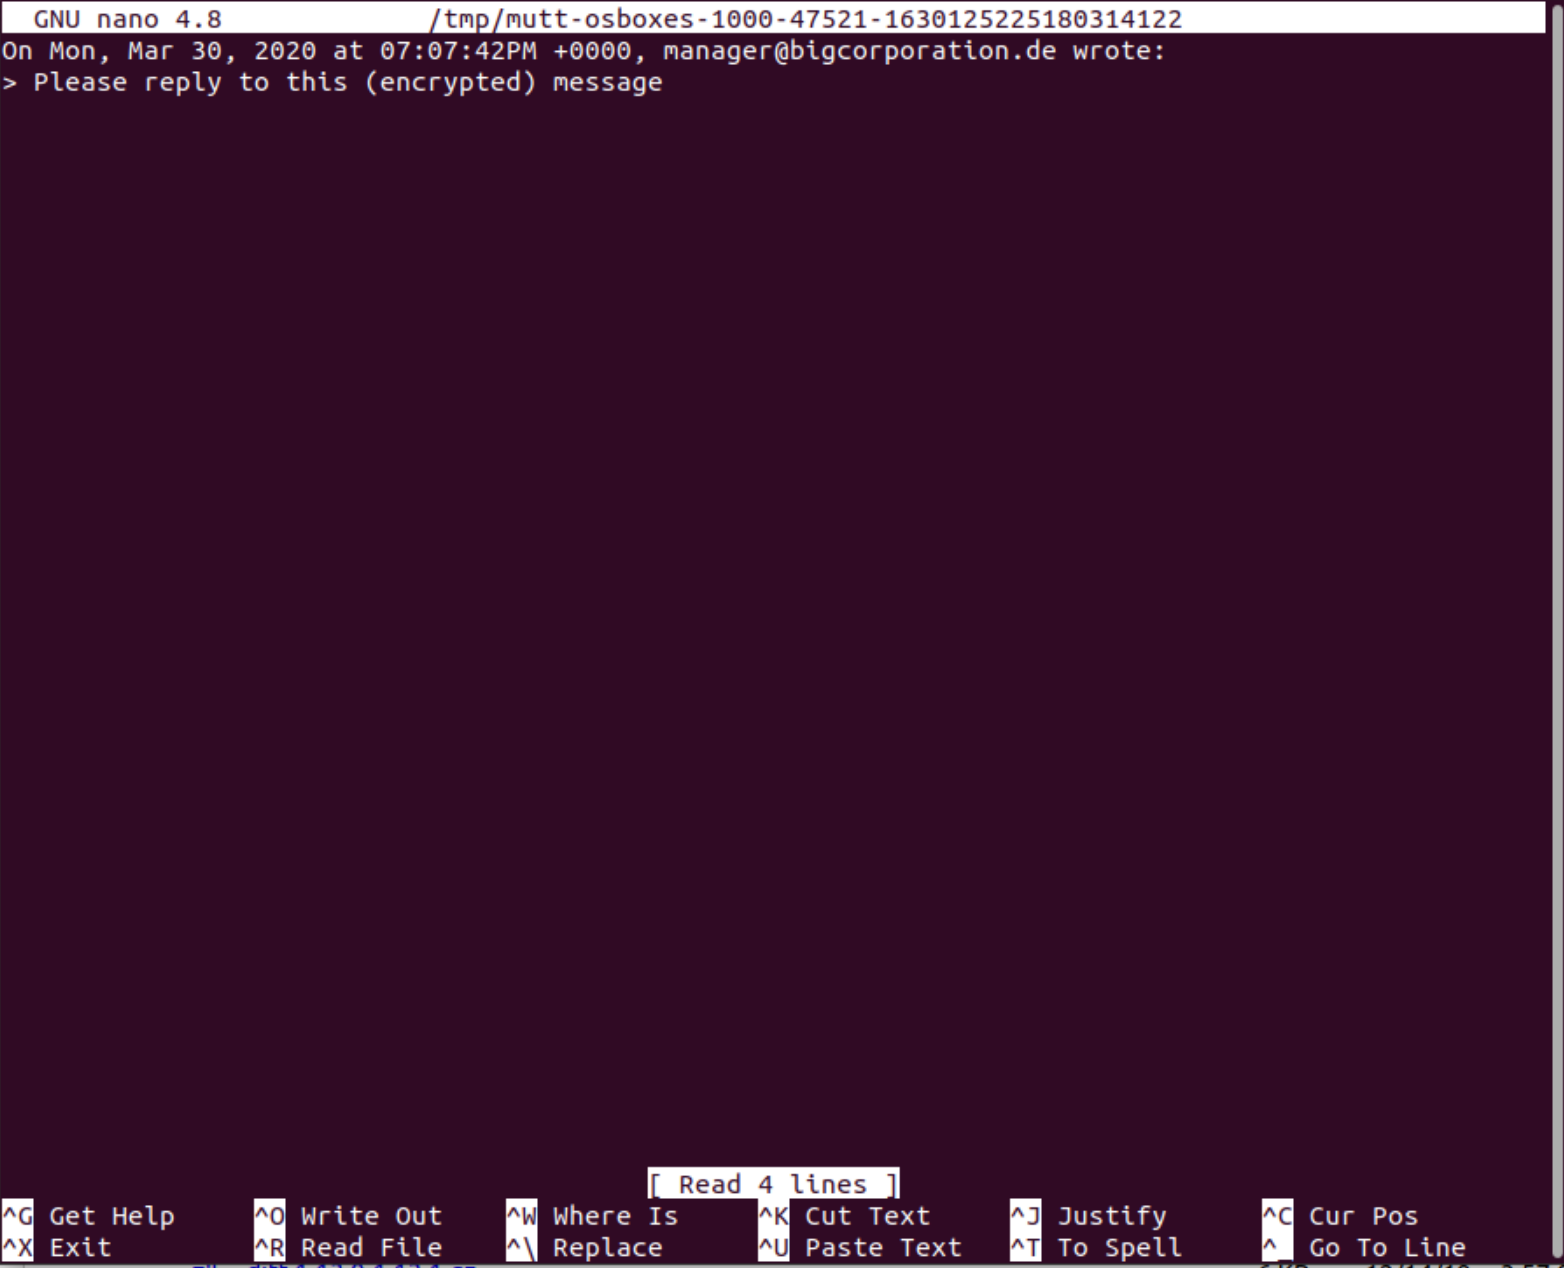 GNU nano 4.8 /tmp/mutt-osboxes-1000-47521-1630125225180314122
On Mon, Mar 30, 2020 at 07:07:42PM +0000, manager@bigcorporation.de wrote:
> Please reply to this (encrypted) message
[ Read 4 lines ]
^G Get Help ^O Write Out ^W Where Is ^K Cut Text ^J Justify ^C Cur Pos
^X Exit ^R Read File ^\ Replace ^U Paste Text ^T To Spell ^ Go To Line